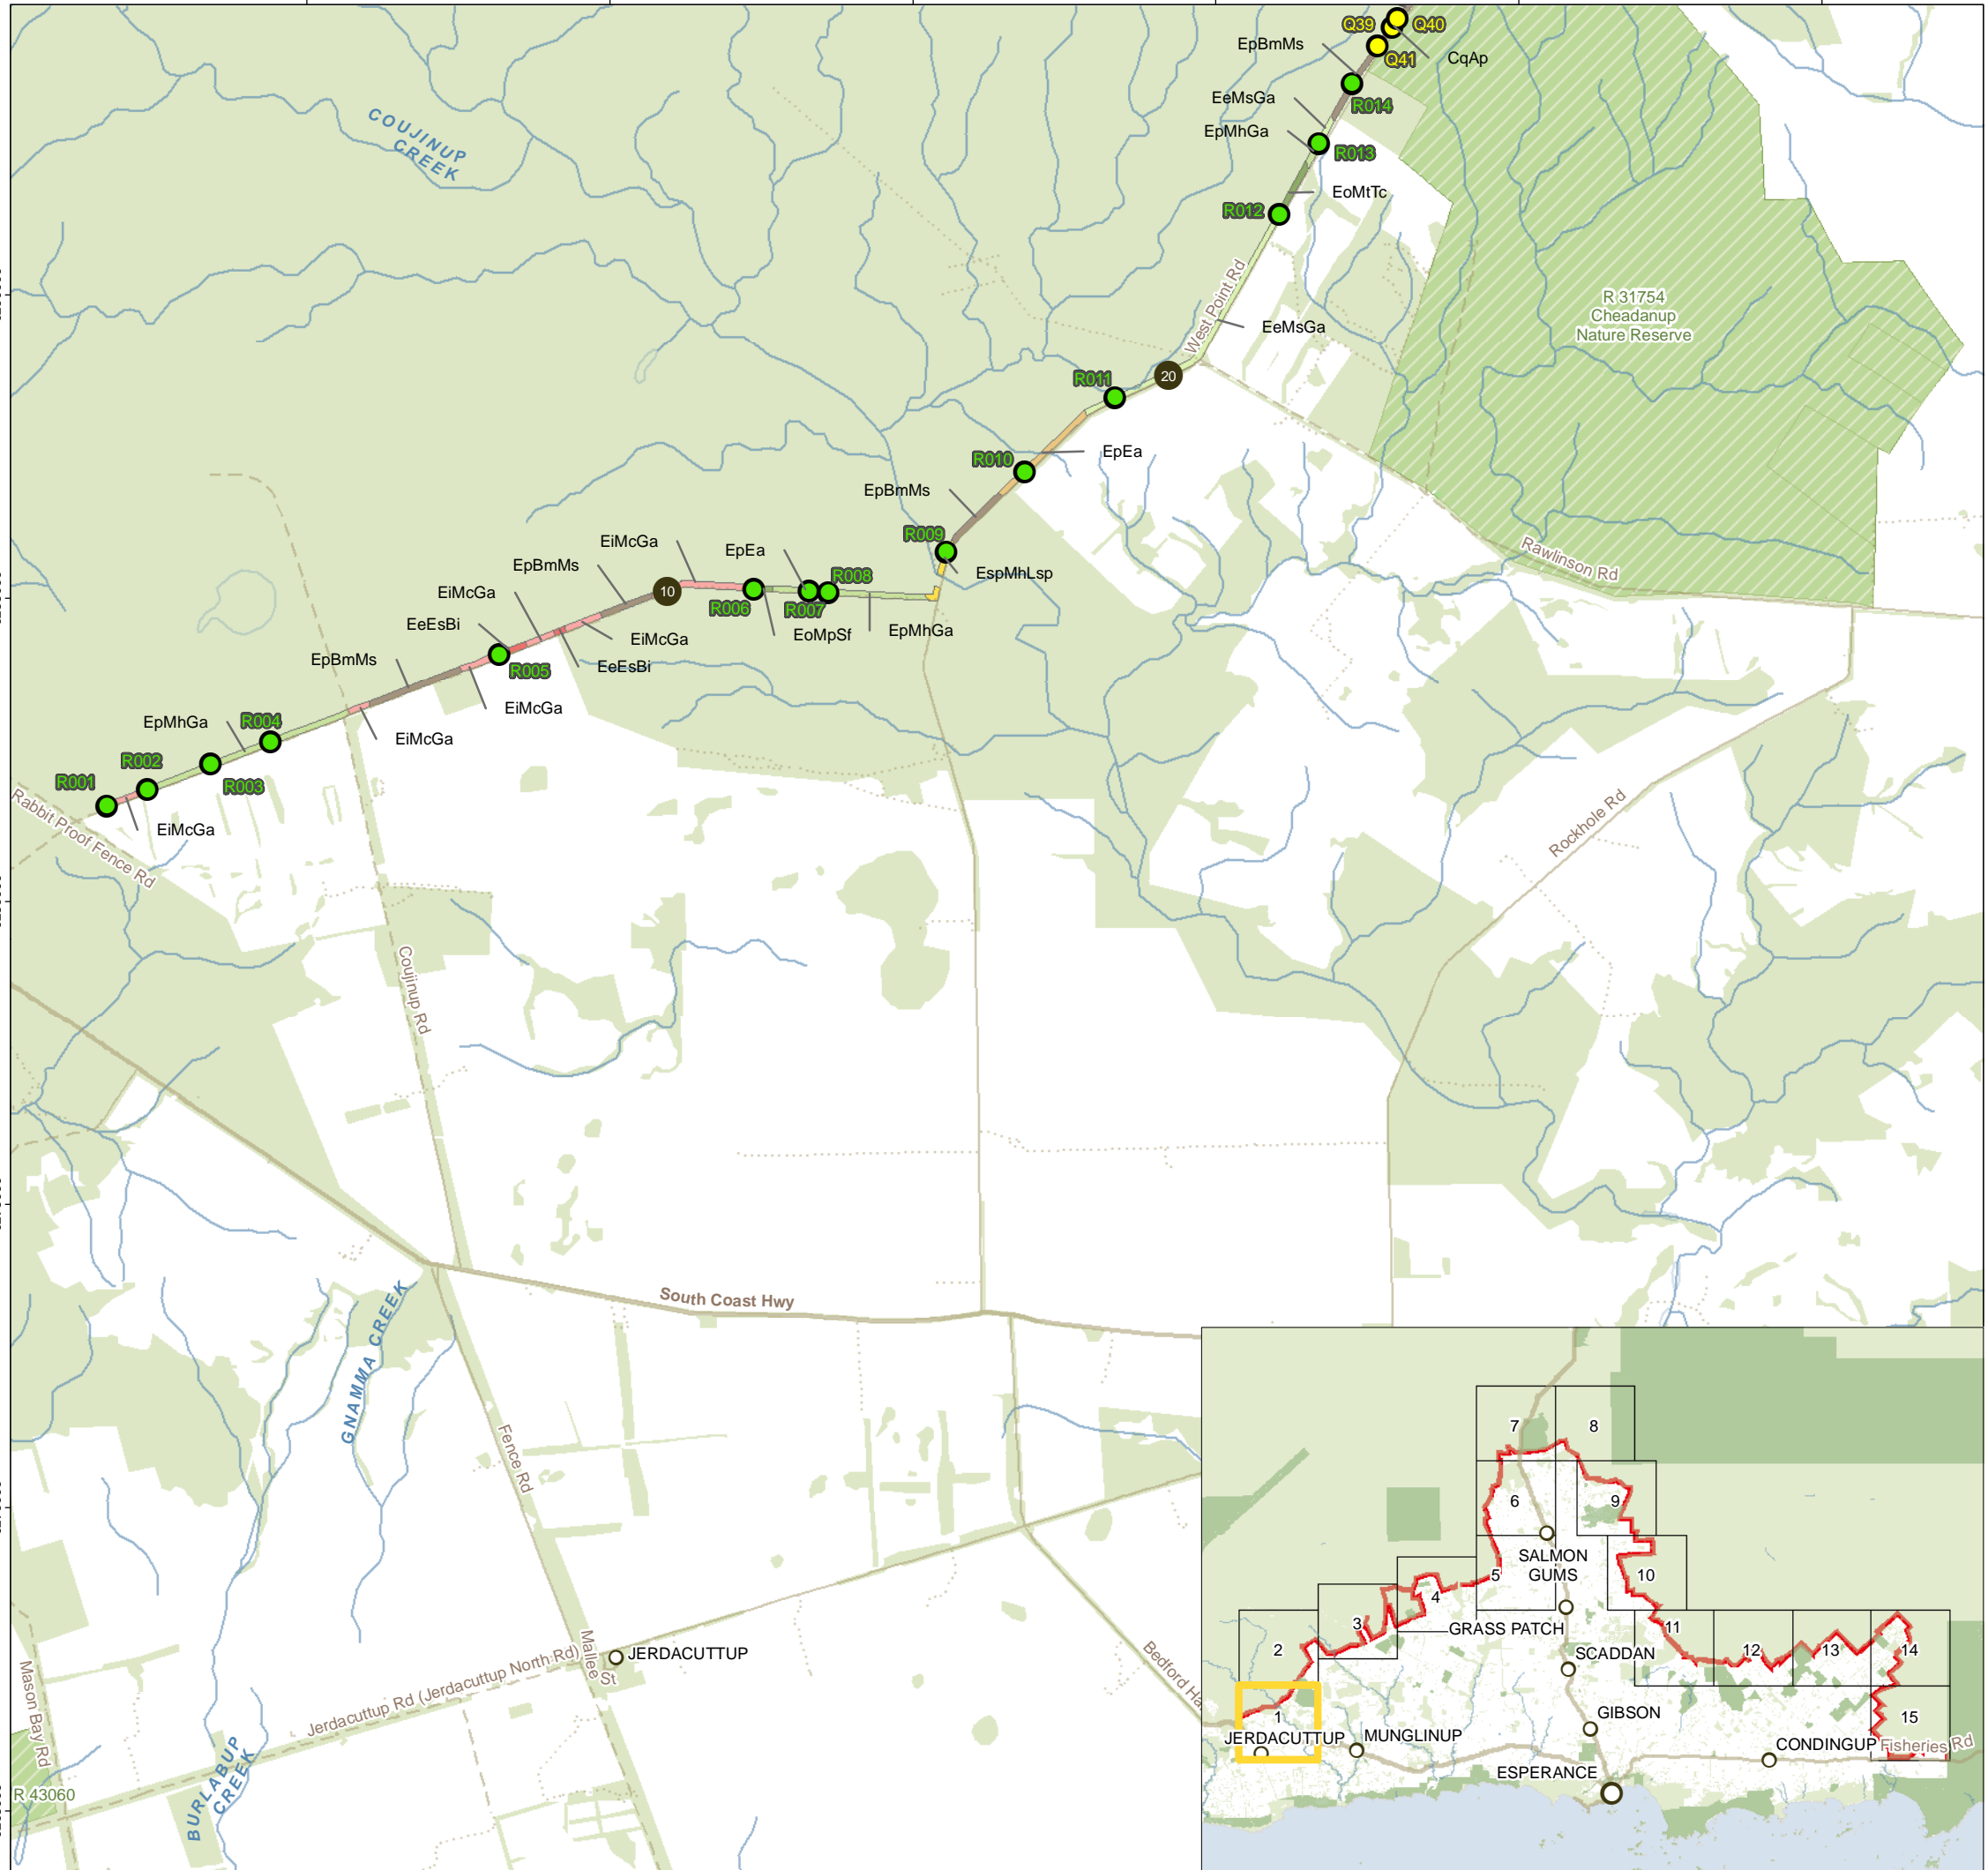 Q39
Q40
EpBmMs
CqAp
Q41
EeMsGa
R014
COUJINUP
CREEK
EpMhGa
R013
EoMtTc
R012
West Point Rd
R 31754
Cheadanup
Nature Reserve
EeMsGa
R011
20
R010
EpEa
EpBmMs
R009
EiMcGa
EpEa
Rawlinson Rd
EpBmMs
R008
EspMhLsp
10
EiMcGa
R006
R007
EeEsBi
EoMpSf
EpMhGa
EiMcGa
EpBmMs
R005
EeEsBi
EiMcGa
EpMhGa
R004
EiMcGa
R002
R001
R003
Rabbit Proof Fence Rd
EiMcGa
Rockhole Rd
Coujinup Rd
South Coast Hwy
GNAMMA CREEK
Fence Rd
Mallee
St
JERDACUTTUP
Jerdacuttup Rd (Jerdacuttup North Rd)
Mason Bay Rd
Bedford Ha
BURLABUP
CREEK
R 43060
7
8
6
9
SALMON
GUMS
5
10
4
3
GRASS PATCH
11
2
SCADDAN
12
13
14
1
GIBSON
15
JERDACUTTUP
MUNGLINUP
CONDINGUP
Fisheries Rd
ESPERANCE